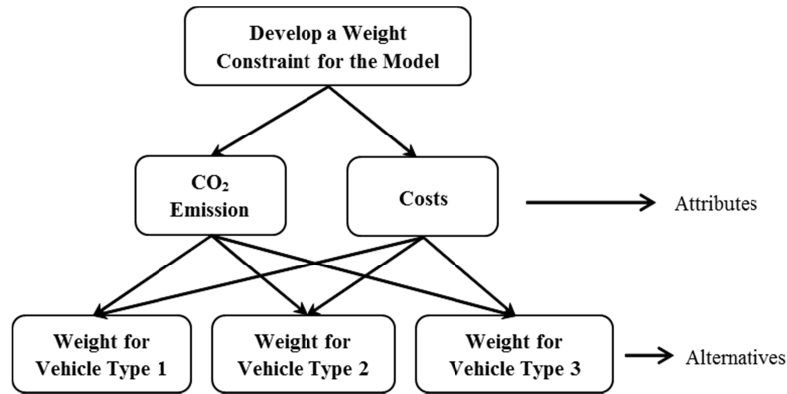 Develop a Weight
Constraint for the Model
CO₂
Emission
Costs
Attributes
Weight for
Vehicle Type 1
Weight for
Vehicle Type 2
Weight for
Vehicle Type 3
Alternatives